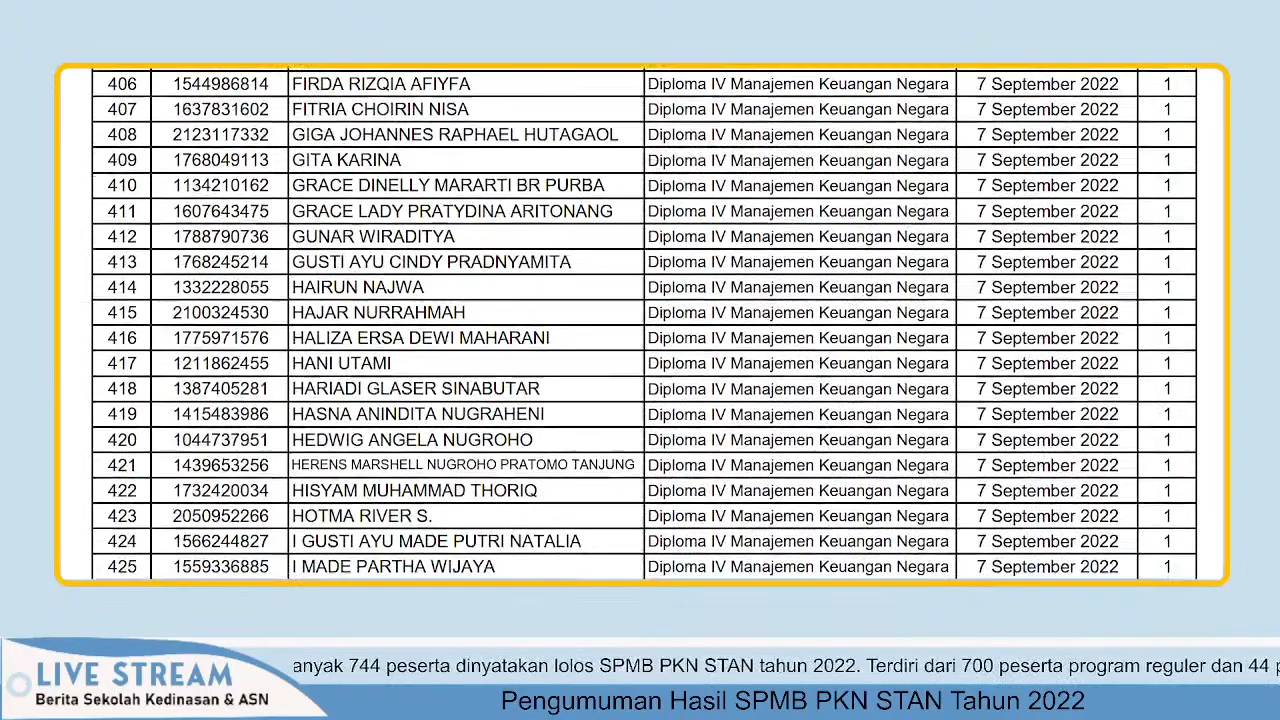 406 1544986814 FIRDA RIZQIA AFIYFA Diploma IV Manajemen Keuangan Negara 7 September 2022 1
407 1637831602 FITRIA CHOIRIN NISA Diploma IV Manajemen Keuangan Negara 7 September 2022 1
408 2123117332 GIGA JOHANNES RAPHAEL HUTAGAOL Diploma IV Manajemen Keuangan Negara 7 September 2022 1
409 1768049113 GITA KARINA Diploma IV Manajemen Keuangan Negara 7 September 2022 1
410 1134210162 GRACE DINELLY MARARTI BR PURBA Diploma IV Manajemen Keuangan Negara 7 September 2022 1
411 1607643475 GRACE LADY PRATYDINA ARITONANG Diploma IV Manajemen Keuangan Negara 7 September 2022 1
412 1788790736 GUNAR WIRADITYA Diploma IV Manajemen Keuangan Negara 7 September 2022 1
413 1768245214 GUSTI AYU CINDY PRADNYAMITA Diploma IV Manajemen Keuangan Negara 7 September 2022 1
414 1332228055 HAIRUN NAJWA Diploma IV Manajemen Keuangan Negara 7 September 2022 1
415 2100324530 HAJAR NURRAHMAH Diploma IV Manajemen Keuangan Negara 7 September 2022 1
416 1775971576 HALIZA ERSA DEWI MAHARANI Diploma IV Manajemen Keuangan Negara 7 September 2022 1
417 1211862455 HANI UTAMI Diploma IV Manajemen Keuangan Negara 7 September 2022 1
418 1387405281 HARIADI GLASER SINABUTAR Diploma IV Manajemen Keuangan Negara 7 September 2022 1
419 1415483986 HASNA ANINDITA NUGRAHENI Diploma IV Manajemen Keuangan Negara 7 September 2022 1
420 1044737951 HEDWIG ANGELA NUGROHO Diploma IV Manajemen Keuangan Negara 7 September 2022 1
421 1439653256 HERENS MARSHELL NUGROHO PRATOMO TANJUNG Diploma IV Manajemen Keuangan Negara 7 September 2022 1
422 1732420034 HISYAM MUHAMMAD THORIQ Diploma IV Manajemen Keuangan Negara 7 September 2022 1
423 2050952266 HOTMA RIVER S. Diploma IV Manajemen Keuangan Negara 7 September 2022 1
424 1566244827 I GUSTI AYU MADE PUTRI NATALIA Diploma IV Manajemen Keuangan Negara 7 September 2022 1
425 1559336885 I MADE PARTHA WIJAYA Diploma IV Manajemen Keuangan Negara 7 September 2022 1
LIVE STREAM
Berita Sekolah Kedinasan & ASN
anyak 744 peserta dinyatakan lolos SPMB PKN STAN tahun 2022. Terdiri dari 700 peserta program reguler dan 44 p
Pengumuman Hasil SPMB PKN STAN Tahun 2022